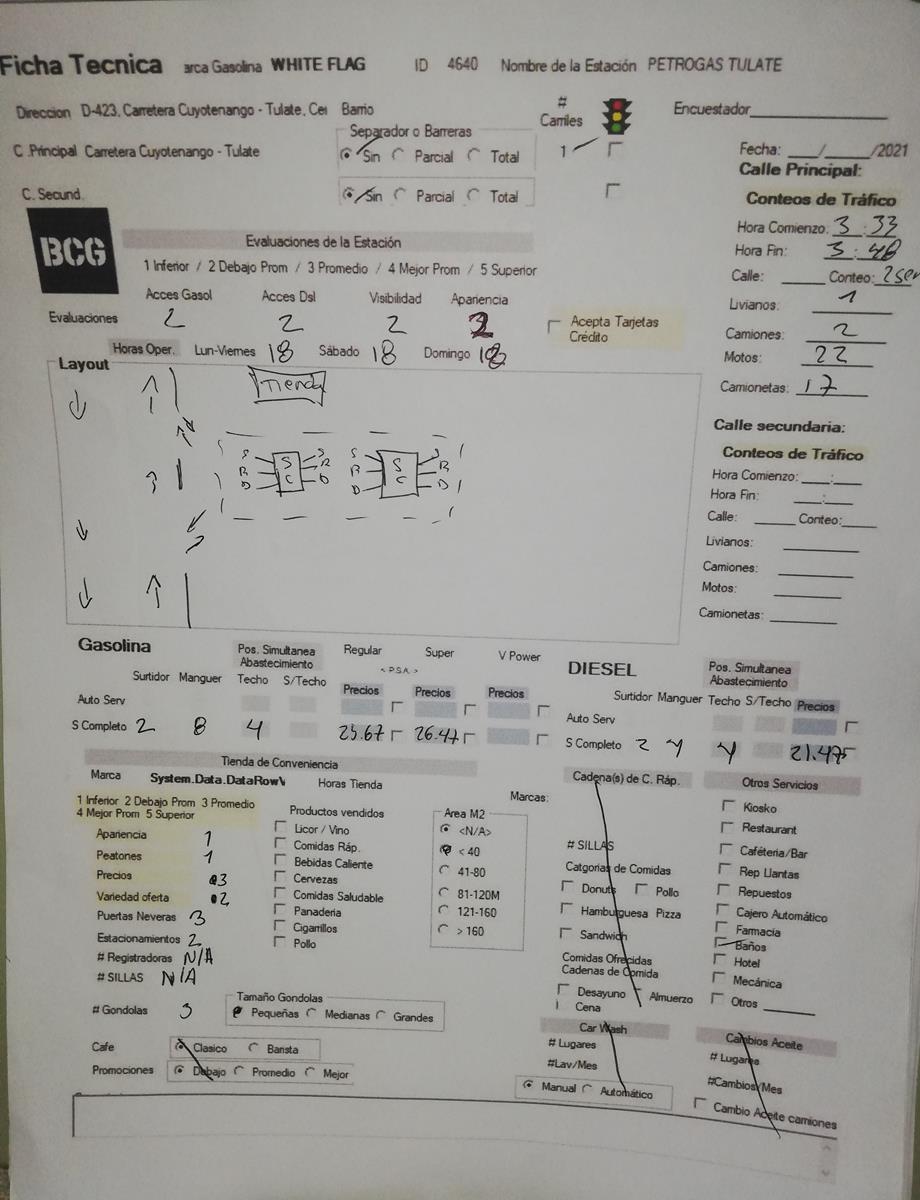 Ficha Tecnica arca Gasolina WHITE FLAG ID 4640 Nombre de la Estación PETROGAS TULATE
Direccion D-423, Carretera Cuyotenango - Tulate, Cei Barrio # Carriles Encuestador
Separador o Barreras
C .Principal Carretera Cuyotenango - Tulate Sin Parcial Total 1 Fecha: ___/____/2021
Calle Principal:
C. Secund. Sin Parcial Total
Conteos de Tráfico
BCG
Evaluaciones de la Estación
1 Inferior / 2 Debajo Prom / 3 Promedio / 4 Mejor Prom / 5 Superior
Hora Comienzo: 3:33
Hora Fin: 3:48
Calle: Conteo: 2 sen
Acces Gasol Acces Dsl Visibilidad Apariencia
Evaluaciones 2 2 2
Acepta Tarjetas Crédito
Livianos: 1
Camiones: 2
Motos: 22
Camionetas: 17
Horas Oper. Lun-Viernes 18 Sábado 18 Domingo 18
Layout
Tienda
S S S S
R S R R S R
D C D D C D
Calle secundaria:
Conteos de Tráfico
Hora Comienzo: ___:___
Hora Fin: ___:___
Calle: Conteo:
Livianos:
Camiones:
Motos:
Camionetas:
Gasolina
Pos. Simultanea Abastecimiento Regular Super V Power
< P.S.A. >
Surtidor Manguer Techo S/Techo Precios Precios Precios
Auto Serv
S Completo 2 8 4 25.67 26.47
DIESEL
Pos. Simultanea Abastecimiento
Surtidor Manguer Techo S/Techo Precios
Auto Serv
S Completo 2 4 4 21.47
Tienda de Conveniencia
Marca System.Data.DataRowV Horas Tienda Marcas:
1 Inferior 2 Debajo Prom 3 Promedio
4 Mejor Prom 5 Superior
Apariencia 1
Peatones 1
Precios 3
Variedad oferta 2
Puertas Neveras 3
Estacionamientos 2
# Registradoras N/A
# SILLAS N/A
# Gondolas 3
Productos vendidos
Licor / Vino
Comidas Ráp.
Bebidas Caliente
Cervezas
Comidas Saludable
Panaderia
Cigarrillos
Pollo
Area M2
<N/A>
< 40
41-80
81-120M
121-160
> 160
Tamaño Gondolas
Pequeñas Medianas Grandes
Cafe Clasico Barista
Promociones Debajo Promedio Mejor
Cadena(s) de C. Ráp.
# SILLAS
Catgorias de Comidas
Donuts Pollo
Hamburguesa Pizza
Sandwich
Comidas Ofrecidas
Cadenas de Comida
Desayuno Almuerzo
Cena
Car Wash
# Lugares
#Lav/Mes
Manual Automático
Otros Servicios
Kiosko
Restaurant
Caféteria/Bar
Rep Llantas
Repuestos
Cajero Automático
Farmacia
Baños
Hotel
Mecánica
Otros
Cambios Aceite
# Lugares
#Cambios/Mes
Cambio Aceite camiones